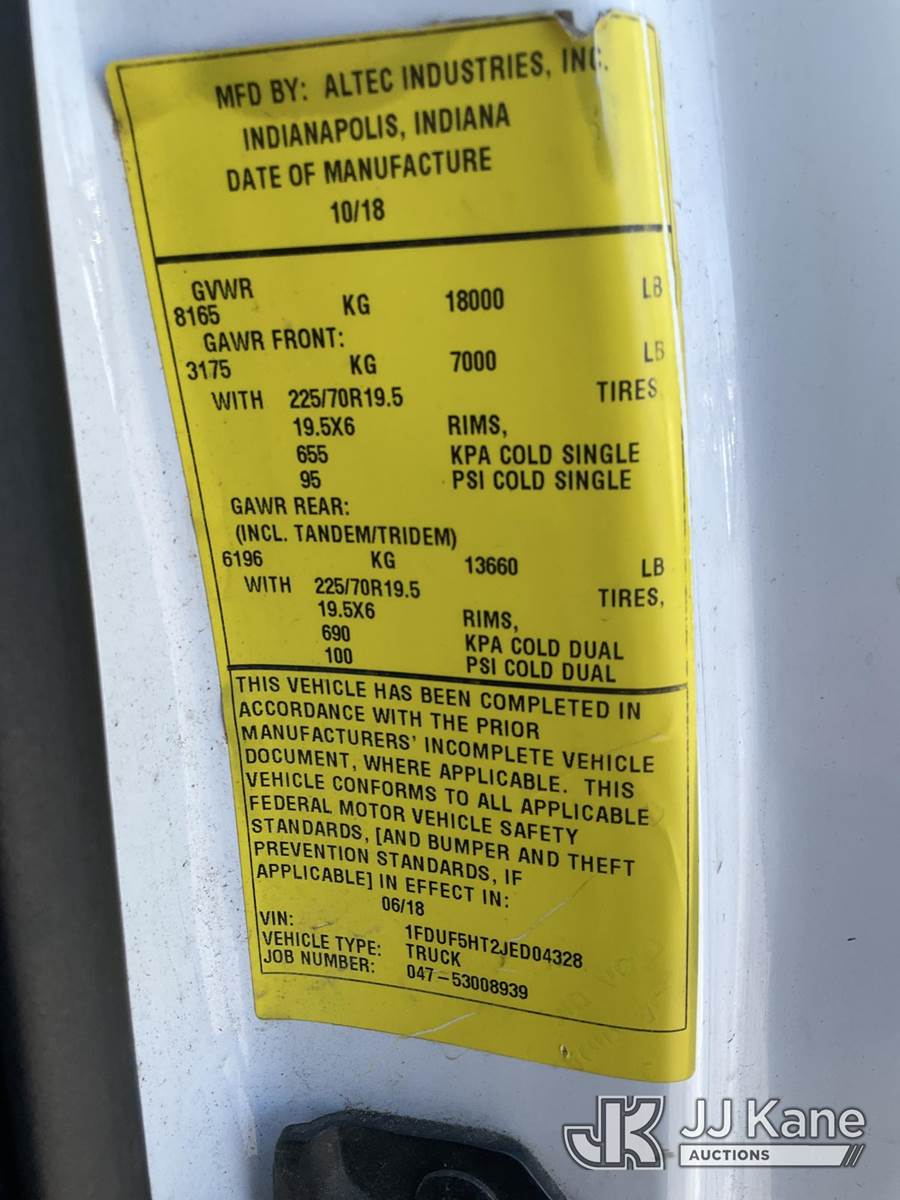 MFD BY: ALTEC INDUSTRIES, INC.
INDIANAPOLIS, INDIANA
DATE OF MANUFACTURE
10/18
GVWR
8165 KG 18000 LB
GAWR FRONT:
3175 KG 7000 LB
WITH 225/70R19.5 TIRES,
19.5X6 RIMS,
655 KPA COLD SINGLE
95 PSI COLD SINGLE
GAWR REAR:
(INCL. TANDEM/TRIDEM)
6196 KG 13660 LB
WITH 225/70R19.5 TIRES,
19.5X6 RIMS,
690 KPA COLD DUAL
100 PSI COLD DUAL
THIS VEHICLE HAS BEEN COMPLETED IN
ACCORDANCE WITH THE PRIOR
MANUFACTURERS' INCOMPLETE VEHICLE
DOCUMENT, WHERE APPLICABLE. THIS
VEHICLE CONFORMS TO ALL APPLICABLE
FEDERAL MOTOR VEHICLE SAFETY
STANDARDS, [AND BUMPER AND THEFT
PREVENTION STANDARDS, IF
APPLICABLE] IN EFFECT IN:
06/18
VIN: 1FDUF5HT2JED04328
VEHICLE TYPE: TRUCK
JOB NUMBER: 047-53008939
JK JJ Kane
AUCTIONS